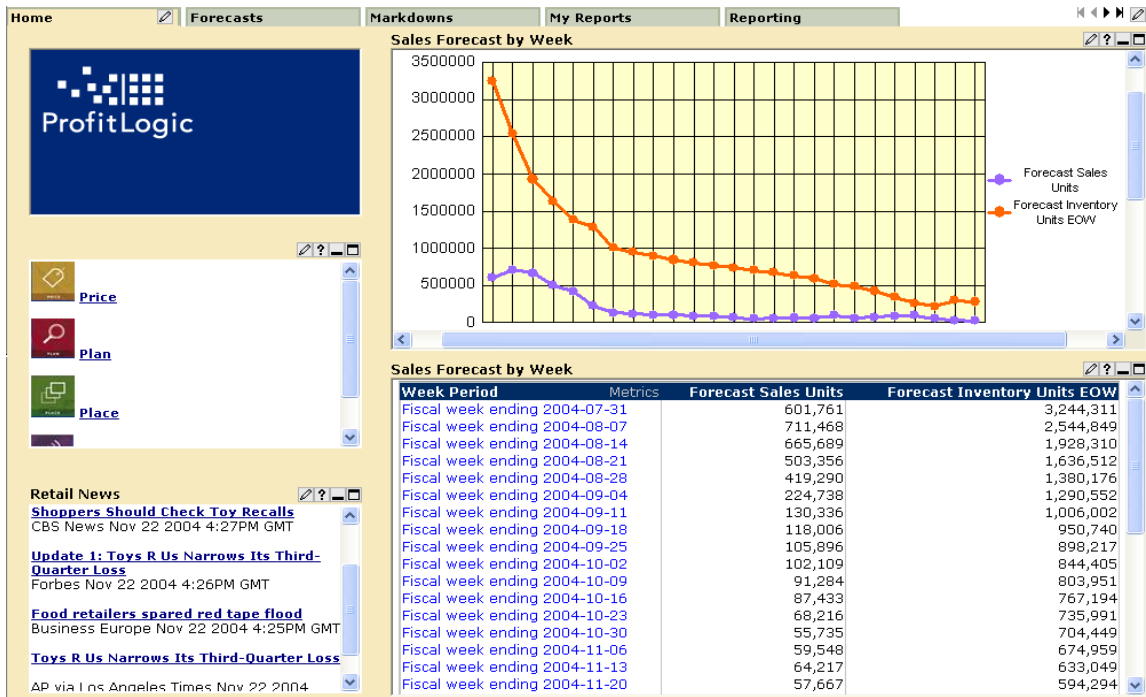 Home
Forecasts
Markdowns
My Reports
Reporting
ProfitLogic
PRICE
Price
PLAN
Plan
PLACE
Place
Retail News
Shoppers Should Check Toy Recalls
CBS News Nov 22 2004 4:27PM GMT
Update 1: Toys R Us Narrows Its Third-
Quarter Loss
Forbes Nov 22 2004 4:26PM GMT
Food retailers spared red tape flood
Business Europe Nov 22 2004 4:25PM GMT
Toys R Us Narrows Its Third-Quarter Loss
AP via Los Angeles Times Nov 22 2004
Sales Forecast by Week
3500000
3000000
2500000
2000000
1500000
1000000
500000
0
Forecast Sales
Units
Forecast Inventory
Units EOW
Sales Forecast by Week
Week Period Metrics Forecast Sales Units Forecast Inventory Units EOW
Fiscal week ending 2004-07-31 601,761 3,244,311
Fiscal week ending 2004-08-07 711,468 2,544,849
Fiscal week ending 2004-08-14 665,689 1,928,310
Fiscal week ending 2004-08-21 503,356 1,636,512
Fiscal week ending 2004-08-28 419,290 1,380,176
Fiscal week ending 2004-09-04 224,738 1,290,552
Fiscal week ending 2004-09-11 130,336 1,006,002
Fiscal week ending 2004-09-18 118,006 950,740
Fiscal week ending 2004-09-25 105,896 898,217
Fiscal week ending 2004-10-02 102,109 844,405
Fiscal week ending 2004-10-09 91,284 803,951
Fiscal week ending 2004-10-16 87,433 767,194
Fiscal week ending 2004-10-23 68,216 735,991
Fiscal week ending 2004-10-30 55,735 704,449
Fiscal week ending 2004-11-06 59,548 674,959
Fiscal week ending 2004-11-13 64,217 633,049
Fiscal week ending 2004-11-20 57,667 594,294